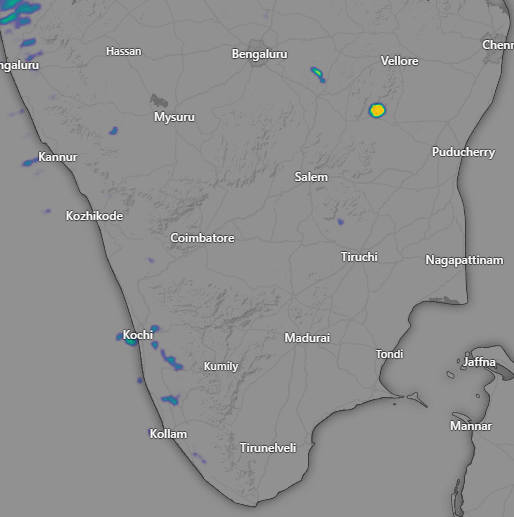 Chenn
Hassan
Bengaluru
Vellore
ngaluru
Mysuru
Puducherry
Kannur
Salem
Kozhikode
Coimbatore
Tiruchi
Nagapattinam
Kochi
Madurai
Tondi
Jaffna
Kumily
Mannar
Kollam
Tirunelveli